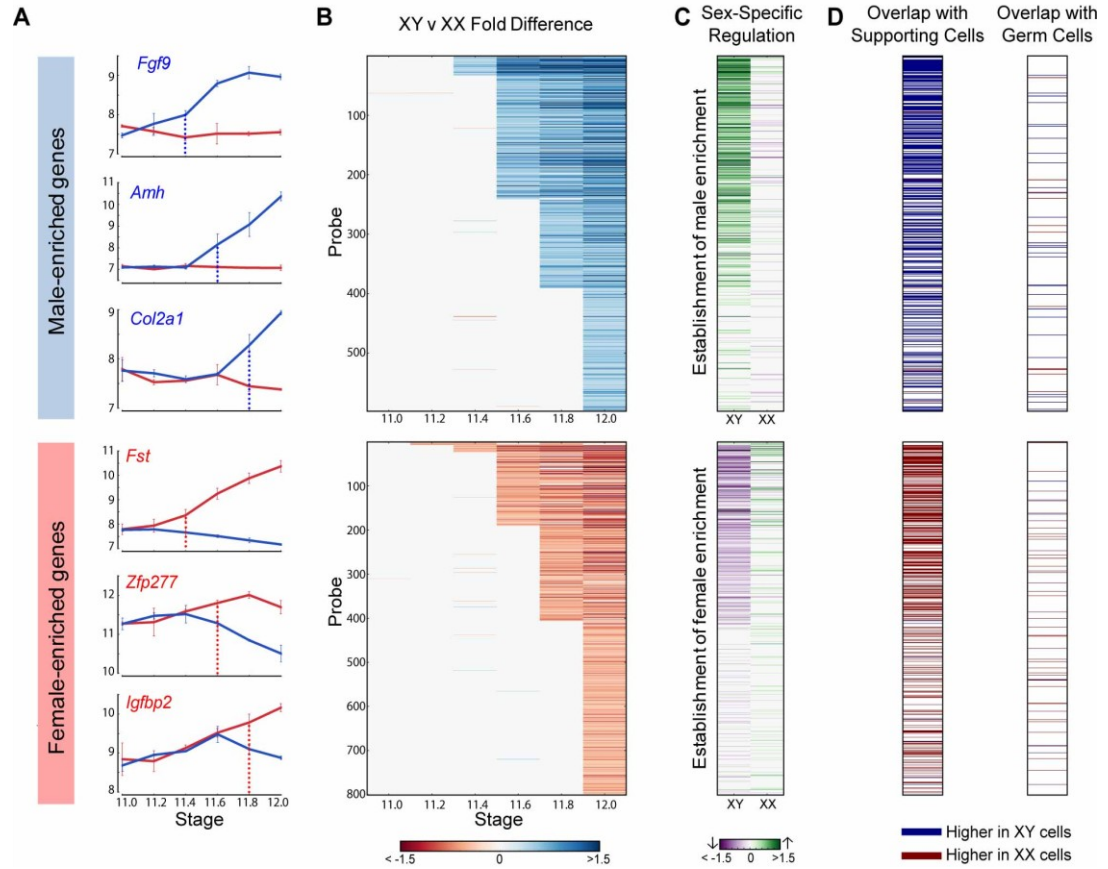 A
B
C
D
XY v XX Fold Difference
Sex-Specific
Regulation
Overlap with
Supporting Cells
Overlap with
Germ Cells
Male-enriched genes
Fgf9
9
8
7
Amh
11
10
9
8
7
Col2a1
9
8
7
Probe
100
200
300
400
500
11.0
11.2
11.4
11.6
11.8
12.0
Establishment of male enrichment
XY
XX
Female-enriched genes
Fst
11
10
9
8
7
Zfp277
12
11
10
Igfbp2
10
9
8
11.0
11.2
11.4
11.6
11.8
12.0
Stage
Probe
100
200
300
400
500
600
700
800
11.0
11.2
11.4
11.6
11.8
12.0
Stage
Establishment of female enrichment
XY
XX
< -1.5
0
>1.5
↓
↑
< -1.5
0
>1.5
Higher in XY cells
Higher in XX cells